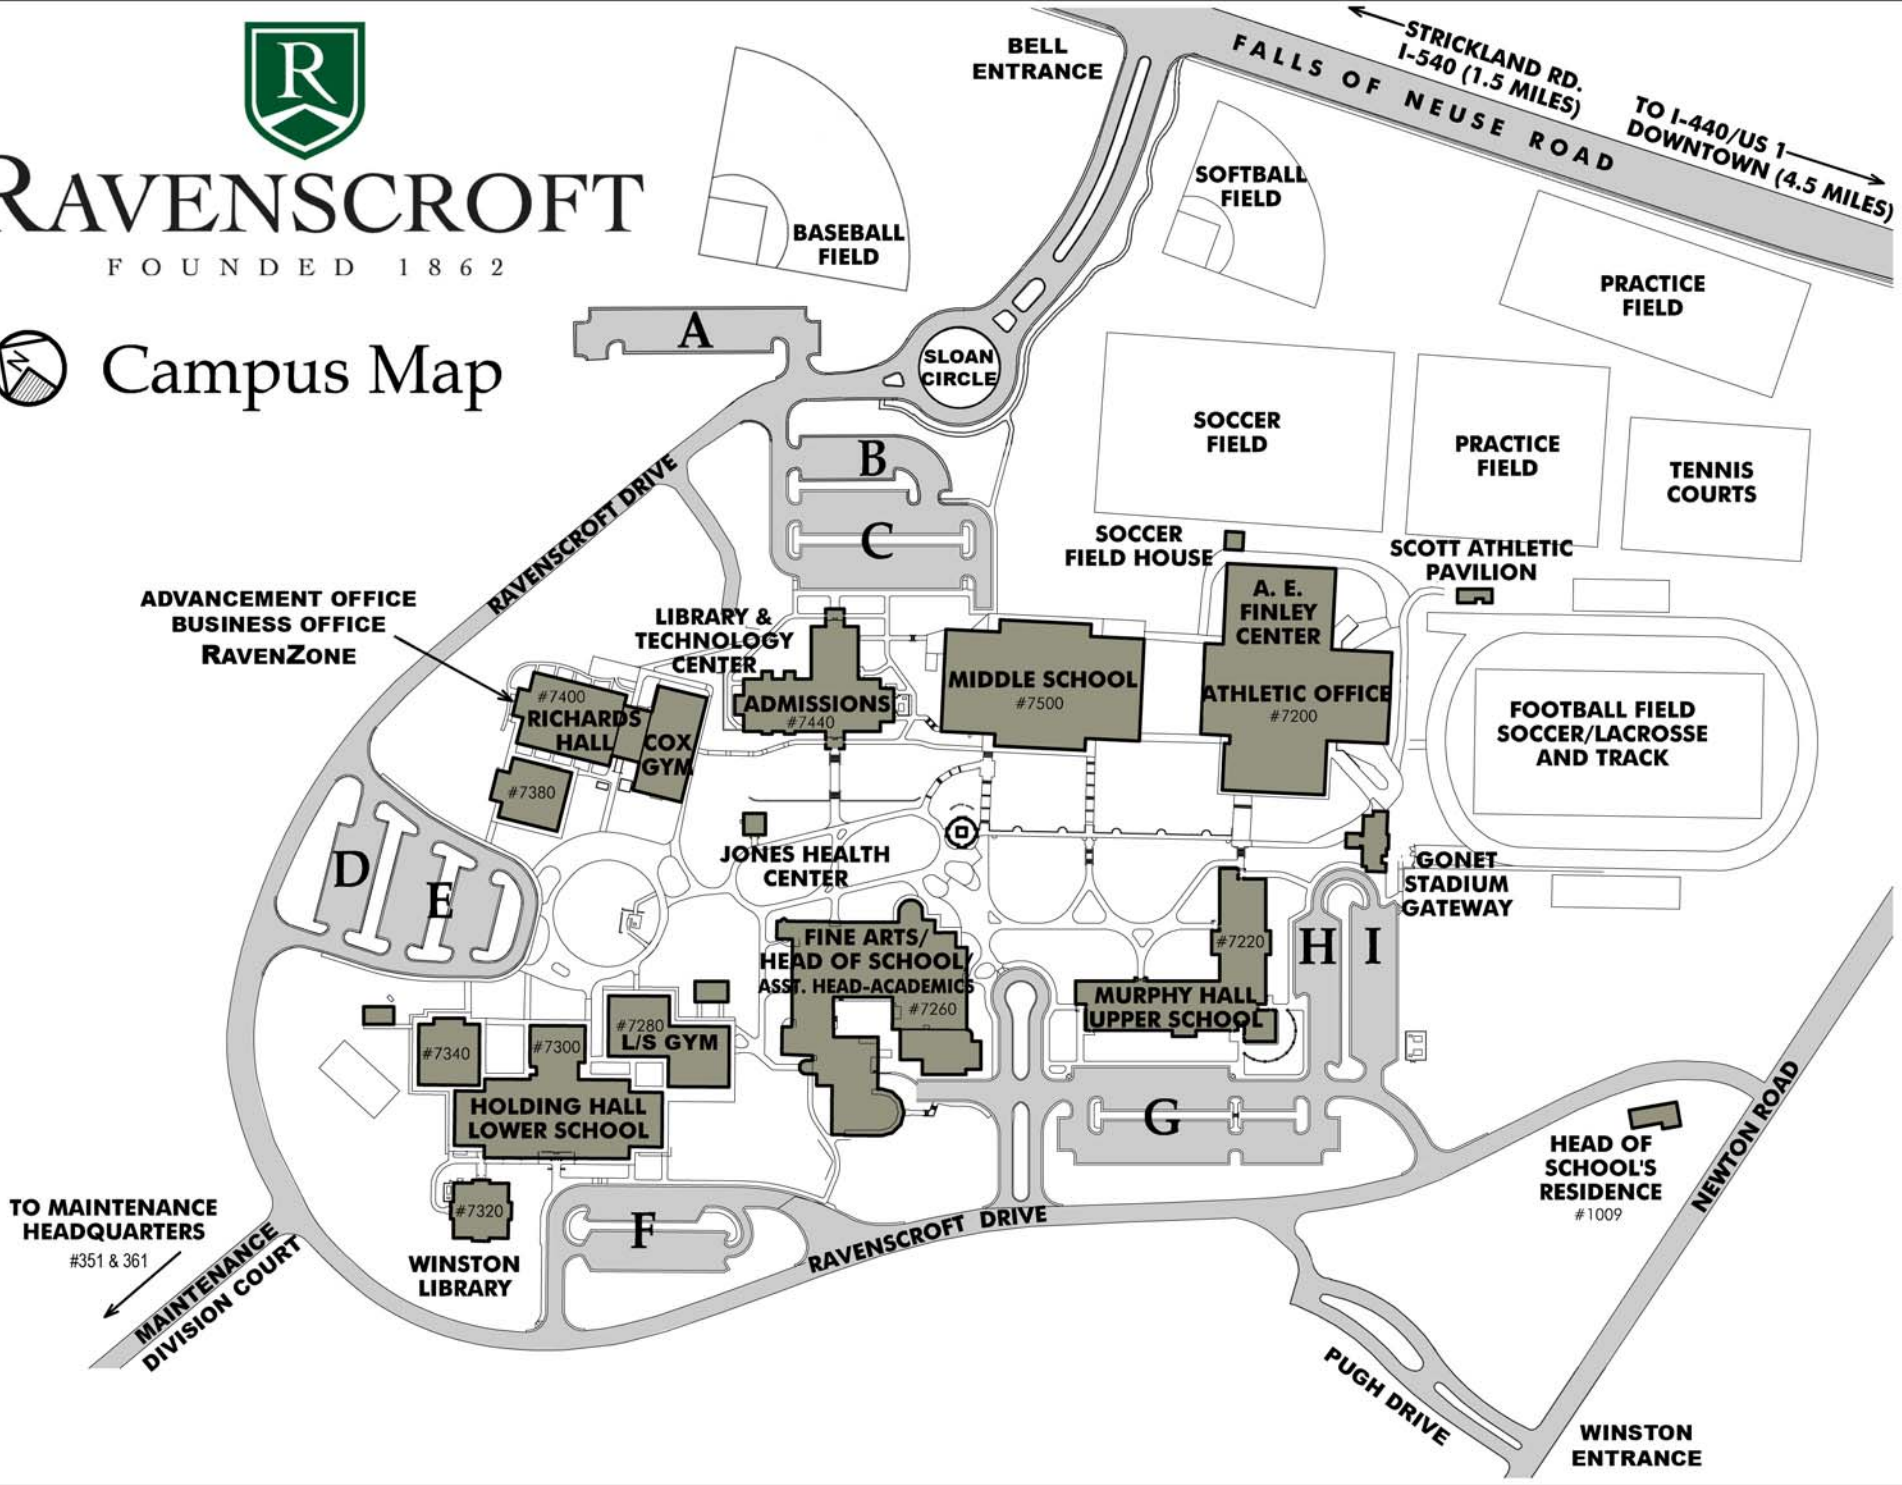 R
RAVENSCROFT
FOUNDED 1862
N
Campus Map
BELL
ENTRANCE
STRICKLAND RD.
I-540 (1.5 MILES)
TO I-440/US 1
DOWNTOWN (4.5 MILES)
FALLS OF NEUSE ROAD
BASEBALL
FIELD
SOFTBALL
FIELD
PRACTICE
FIELD
A
SLOAN
CIRCLE
SOCCER
FIELD
PRACTICE
FIELD
TENNIS
COURTS
B
C
RAVENSCROFT DRIVE
SOCCER
FIELD HOUSE
SCOTT ATHLETIC
PAVILION
ADVANCEMENT OFFICE
BUSINESS OFFICE
RAVENZONE
LIBRARY &
TECHNOLOGY
CENTER
ADMISSIONS
#7440
MIDDLE SCHOOL
#7500
A. E.
FINLEY
CENTER
ATHLETIC OFFICE
#7200
FOOTBALL FIELD
SOCCER/LACROSSE
AND TRACK
#7400
RICHARDS
HALL
COX
GYM
#7380
D
E
JONES HEALTH
CENTER
GONET
STADIUM
GATEWAY
FINE ARTS/
HEAD OF SCHOOL/
ASST. HEAD-ACADEMICS
#7260
#7220
H
I
MURPHY HALL
UPPER SCHOOL
#7280
L/S GYM
#7340
#7300
HOLDING HALL
LOWER SCHOOL
G
#7320
WINSTON
LIBRARY
F
RAVENSCROFT DRIVE
HEAD OF
SCHOOL'S
RESIDENCE
#1009
NEWTON ROAD
TO MAINTENANCE
HEADQUARTERS
#351 & 361
MAINTENANCE
DIVISION COURT
PUGH DRIVE
WINSTON
ENTRANCE